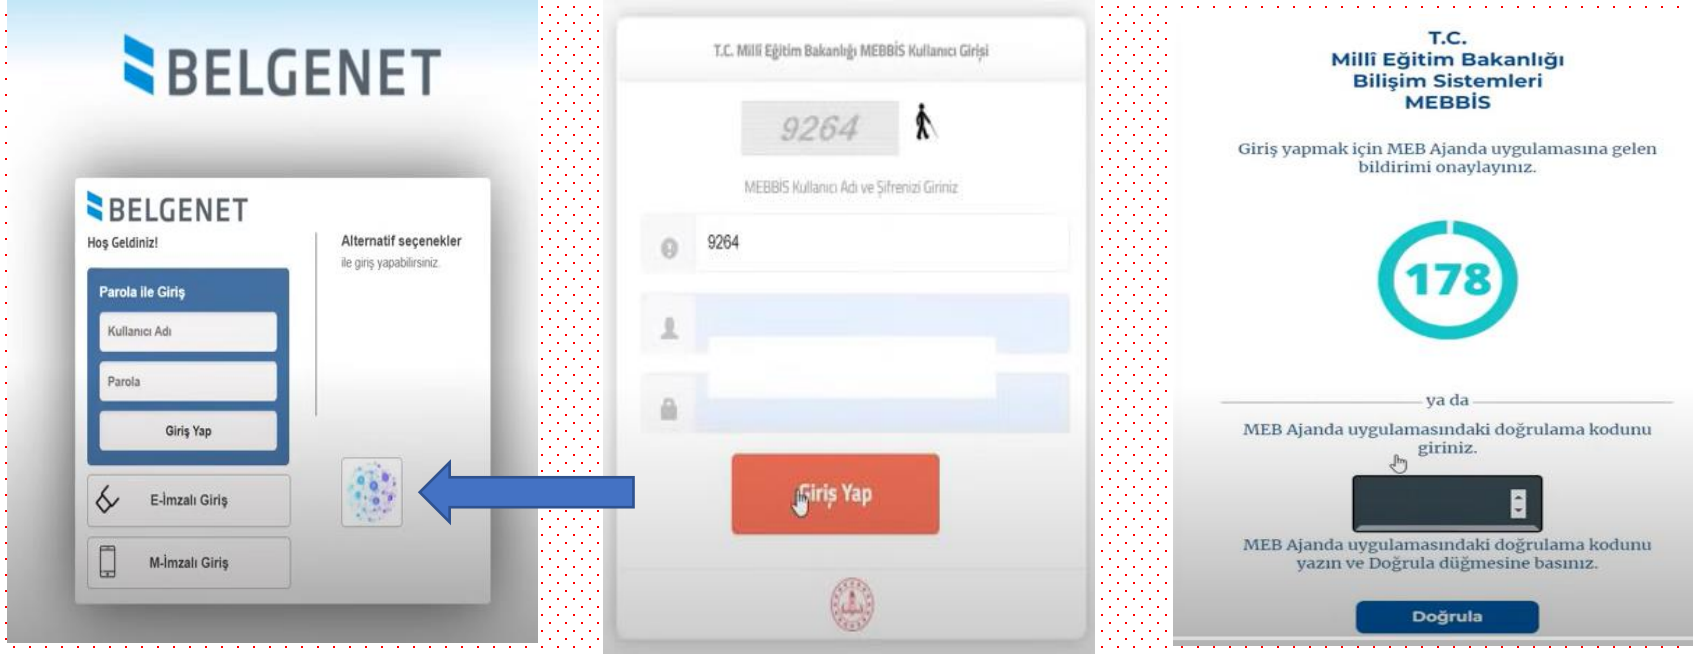 BELGENET
BELGENET
Hoş Geldiniz!
Parola ile Giriş
Kullanıcı Adı
Parola
Giriş Yap
E-İmzalı Giriş
M-İmzalı Giriş
Alternatif seçenekler
ile giriş yapabilirsiniz.
T.C. Millî Eğitim Bakanlığı MEBBİS Kullanıcı Girişi
9264
MEBBİS Kullanıcı Adı ve Şifrenizi Giriniz
9264
Giriş Yap
T.C.
Millî Eğitim Bakanlığı
Bilişim Sistemleri
MEBBİS
Giriş yapmak için MEB Ajanda uygulamasına gelen
bildirimi onaylayınız.
178
ya da
MEB Ajanda uygulamasındaki doğrulama kodunu
giriniz.
MEB Ajanda uygulamasındaki doğrulama kodunu
yazın ve Doğrula düğmesine basınız.
Doğrula